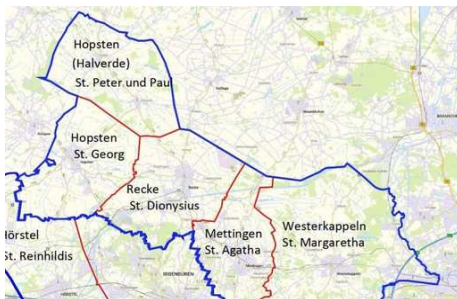 Hopsten
(Halverde)
St. Peter und Paul
Hopsten
St. Georg
Recke
St. Dionysius
Mettingen
St. Agatha
Westerkappeln
St. Margaretha
Hörstel
St. Reinhildis